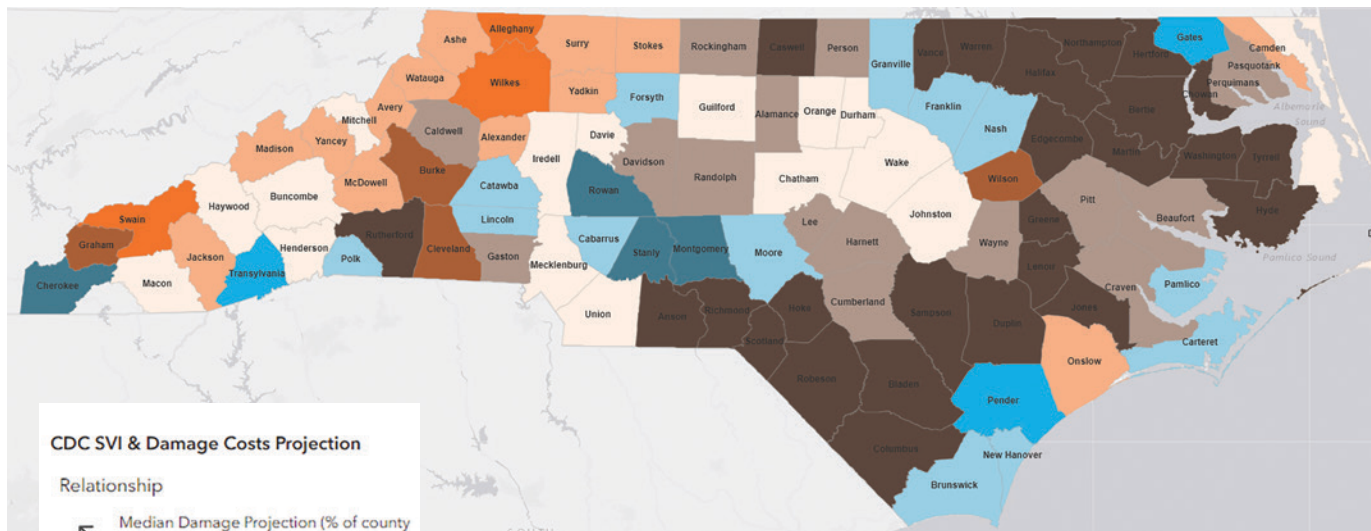 Alleghany
Ashe
Surry
Stokes
Rockingham
Caswell
Person
Granville
Vance
Warren
Northampton
Hertford
Gates
Camden
Pasquotank
Perquimans
Chowan
Albemarle
Sound
Watauga
Wilkes
Yadkin
Forsyth
Guilford
Alamance
Orange
Durham
Franklin
Nash
Halifax
Bertie
Avery
Mitchell
Caldwell
Alexander
Davie
Madison
Yancey
McDowell
Burke
Iredell
Davidson
Randolph
Chatham
Wake
Edgecombe
Martin
Washington
Tyrrell
Swain
Haywood
Buncombe
Catawba
Rowan
Wilson
Johnston
Pitt
Beaufort
Hyde
Graham
Jackson
Henderson
Rutherford
Cleveland
Lincoln
Gaston
Cabarrus
Stanly
Montgomery
Moore
Lee
Harnett
Wayne
Greene
Lenoir
Craven
Pamlico
Pamlico Sound
Cherokee
Macon
Transylvania
Polk
Mecklenburg
Union
Anson
Richmond
Hoke
Scotland
Cumberland
Sampson
Duplin
Jones
Carteret
Onslow
Robeson
Bladen
Pender
Columbus
New Hanover
Brunswick
CDC SVI & Damage Costs Projection
Relationship
Median Damage Projection (% of county